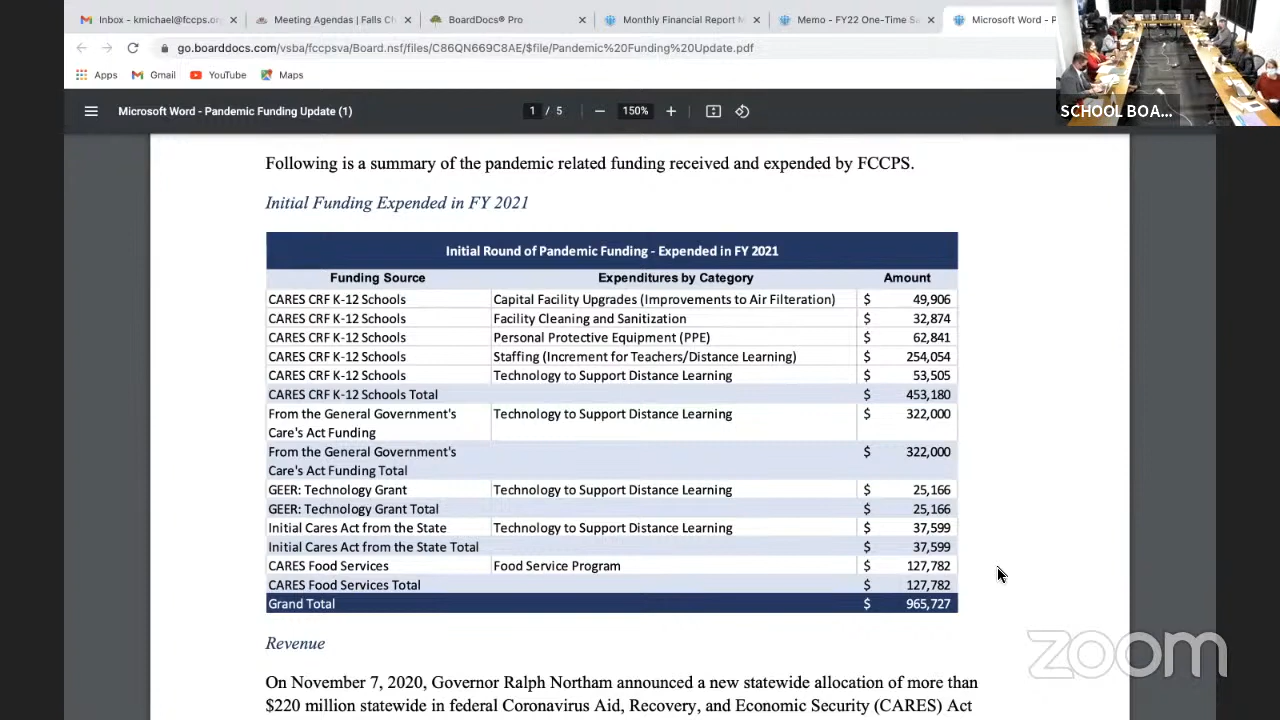 Inbox - kmichael@fccps.org
Meeting Agendas | Falls Ch
BoardDocs® Pro
Monthly Financial Report M
Memo - FY22 One-Time Sa
Microsoft Word - P
go.boarddocs.com/vsba/fccpsva/Board.nsf/files/C86QN669C8AE/$file/Pandemic%20Funding%20Update.pdf
Apps Gmail YouTube Maps
Microsoft Word - Pandemic Funding Update (1) 1 / 5 150%
SCHOOL BOA...
Following is a summary of the pandemic related funding received and expended by FCCPS.
Initial Funding Expended in FY 2021
Initial Round of Pandemic Funding - Expended in FY 2021
Funding Source Expenditures by Category Amount
CARES CRF K-12 Schools Capital Facility Upgrades (Improvements to Air Filteration) $ 49,906
CARES CRF K-12 Schools Facility Cleaning and Sanitization $ 32,874
CARES CRF K-12 Schools Personal Protective Equipment (PPE) $ 62,841
CARES CRF K-12 Schools Staffing (Increment for Teachers/Distance Learning) $ 254,054
CARES CRF K-12 Schools Technology to Support Distance Learning $ 53,505
CARES CRF K-12 Schools Total $ 453,180
From the General Government's Technology to Support Distance Learning $ 322,000
Care's Act Funding
From the General Government's $ 322,000
Care's Act Funding Total
GEER: Technology Grant Technology to Support Distance Learning $ 25,166
GEER: Technology Grant Total $ 25,166
Initial Cares Act from the State Technology to Support Distance Learning $ 37,599
Initial Cares Act from the State Total $ 37,599
CARES Food Services Food Service Program $ 127,782
CARES Food Services Total $ 127,782
Grand Total $ 965,727
Revenue
On November 7, 2020, Governor Ralph Northam announced a new statewide allocation of more than
$220 million statewide in federal Coronavirus Aid, Recovery, and Economic Security (CARES) Act
zoom